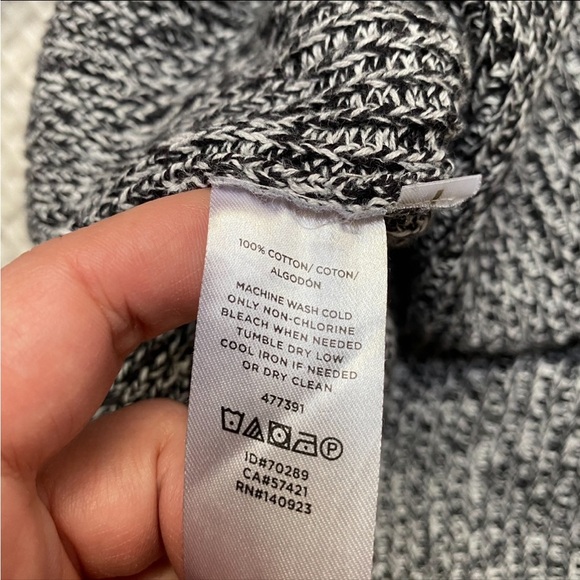 100% COTTON/ COTON/
ALGODÓN
MACHINE WASH COLD
ONLY NON-CHLORINE
BLEACH WHEN NEEDED
TUMBLE DRY LOW
COOL IRON IF NEEDED
OR DRY CLEAN
477391
P
ID#70289
CA#57421
RN#140923